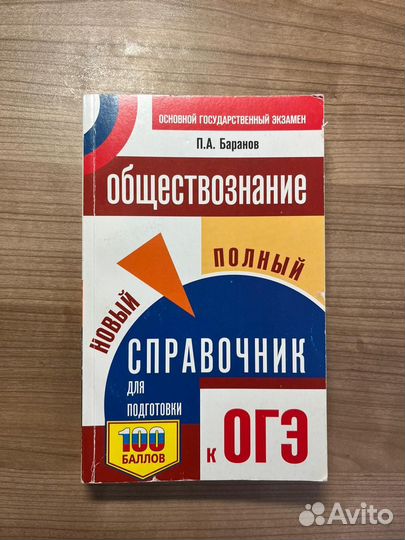 ОСНОВНОЙ ГОСУДАРСТВЕННЫЙ ЭКЗАМЕН
П.А. Баранов
ОБЩЕСТВОЗНАНИЕ
НОВЫЙ
ПОЛНЫЙ
СПРАВОЧНИК
ДЛЯ
ПОДГОТОВКИ
100
БАЛЛОВ
К ОГЭ
Avito